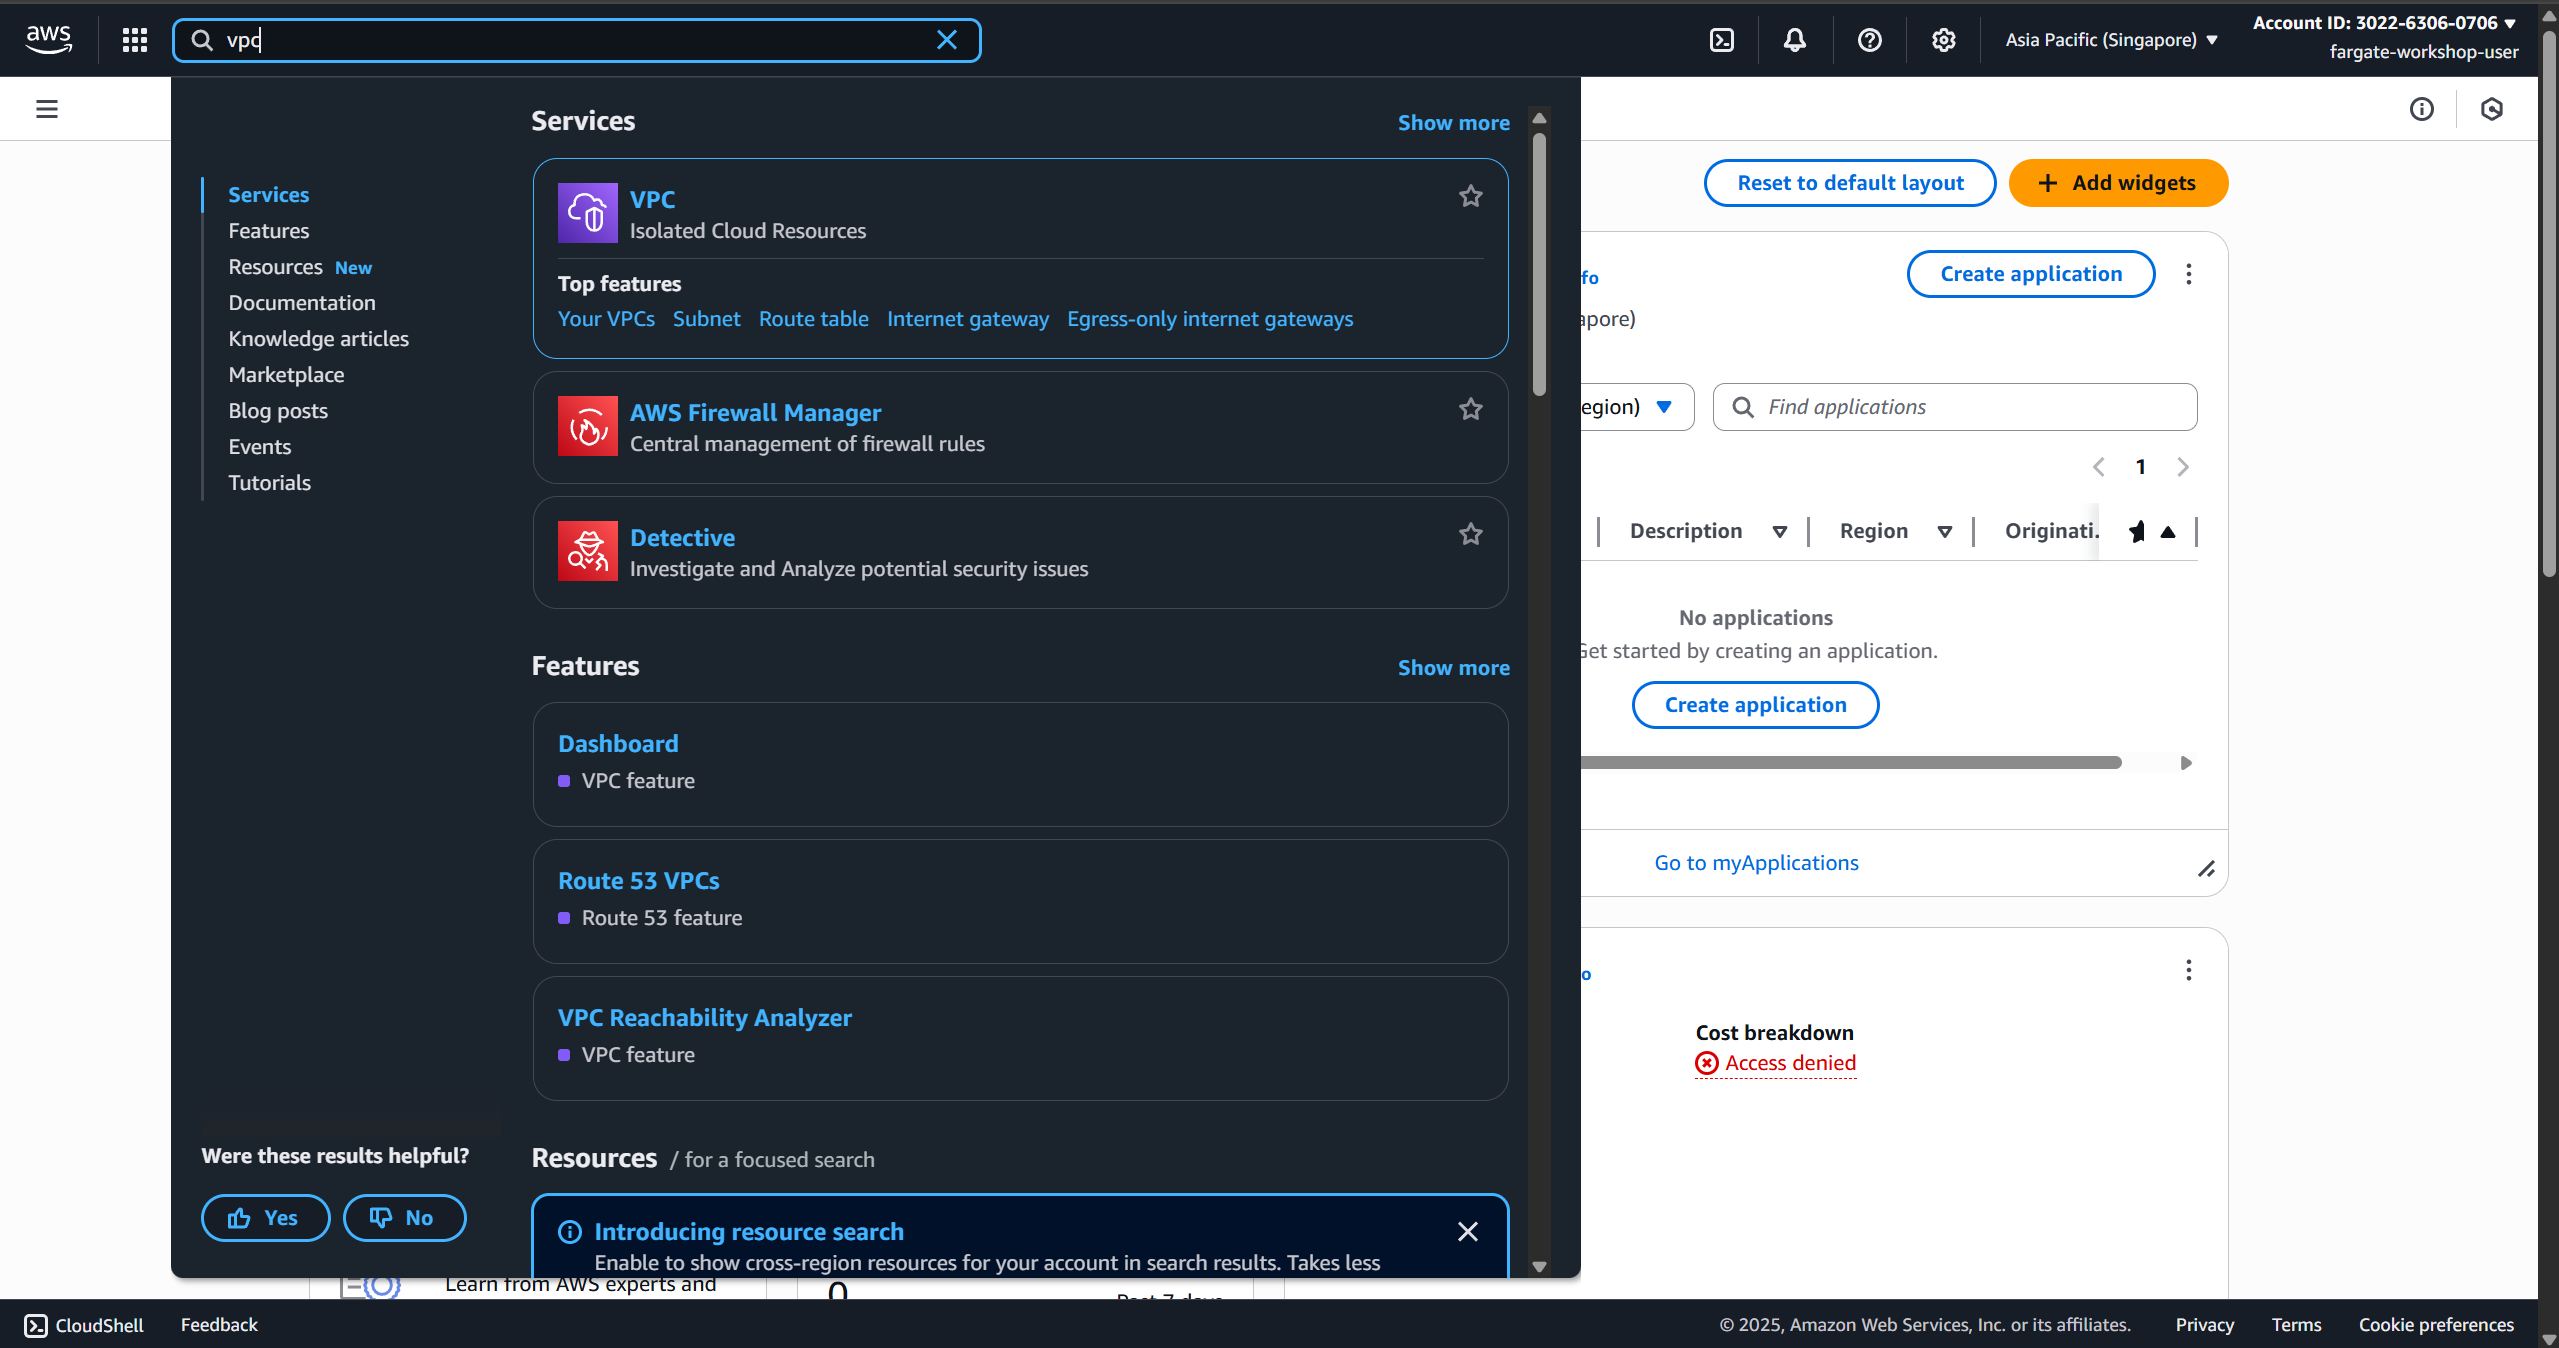 aws
vpc
Asia Pacific (Singapore)
Account ID: 3022-6306-0706
fargate-workshop-user
Services
Features
Resources New
Documentation
Knowledge articles
Marketplace
Blog posts
Events
Tutorials
Were these results helpful?
Yes
No
Services
Show more
VPC
Isolated Cloud Resources
Top features
Your VPCs Subnet Route table Internet gateway Egress-only internet gateways
AWS Firewall Manager
Central management of firewall rules
Detective
Investigate and Analyze potential security issues
Features
Show more
Dashboard
VPC feature
Route 53 VPCs
Route 53 feature
VPC Reachability Analyzer
VPC feature
Resources / for a focused search
Introducing resource search
Enable to show cross-region resources for your account in search results. Takes less
Reset to default layout
Add widgets
fo
Create application
apore)
egion)
Find applications
1
Description
Region
Originati.
No applications
Get started by creating an application.
Create application
Go to myApplications
o
Cost breakdown
Access denied
Learn from AWS experts and
0
Past 7 days
CloudShell
Feedback
© 2025, Amazon Web Services, Inc. or its affiliates.
Privacy
Terms
Cookie preferences